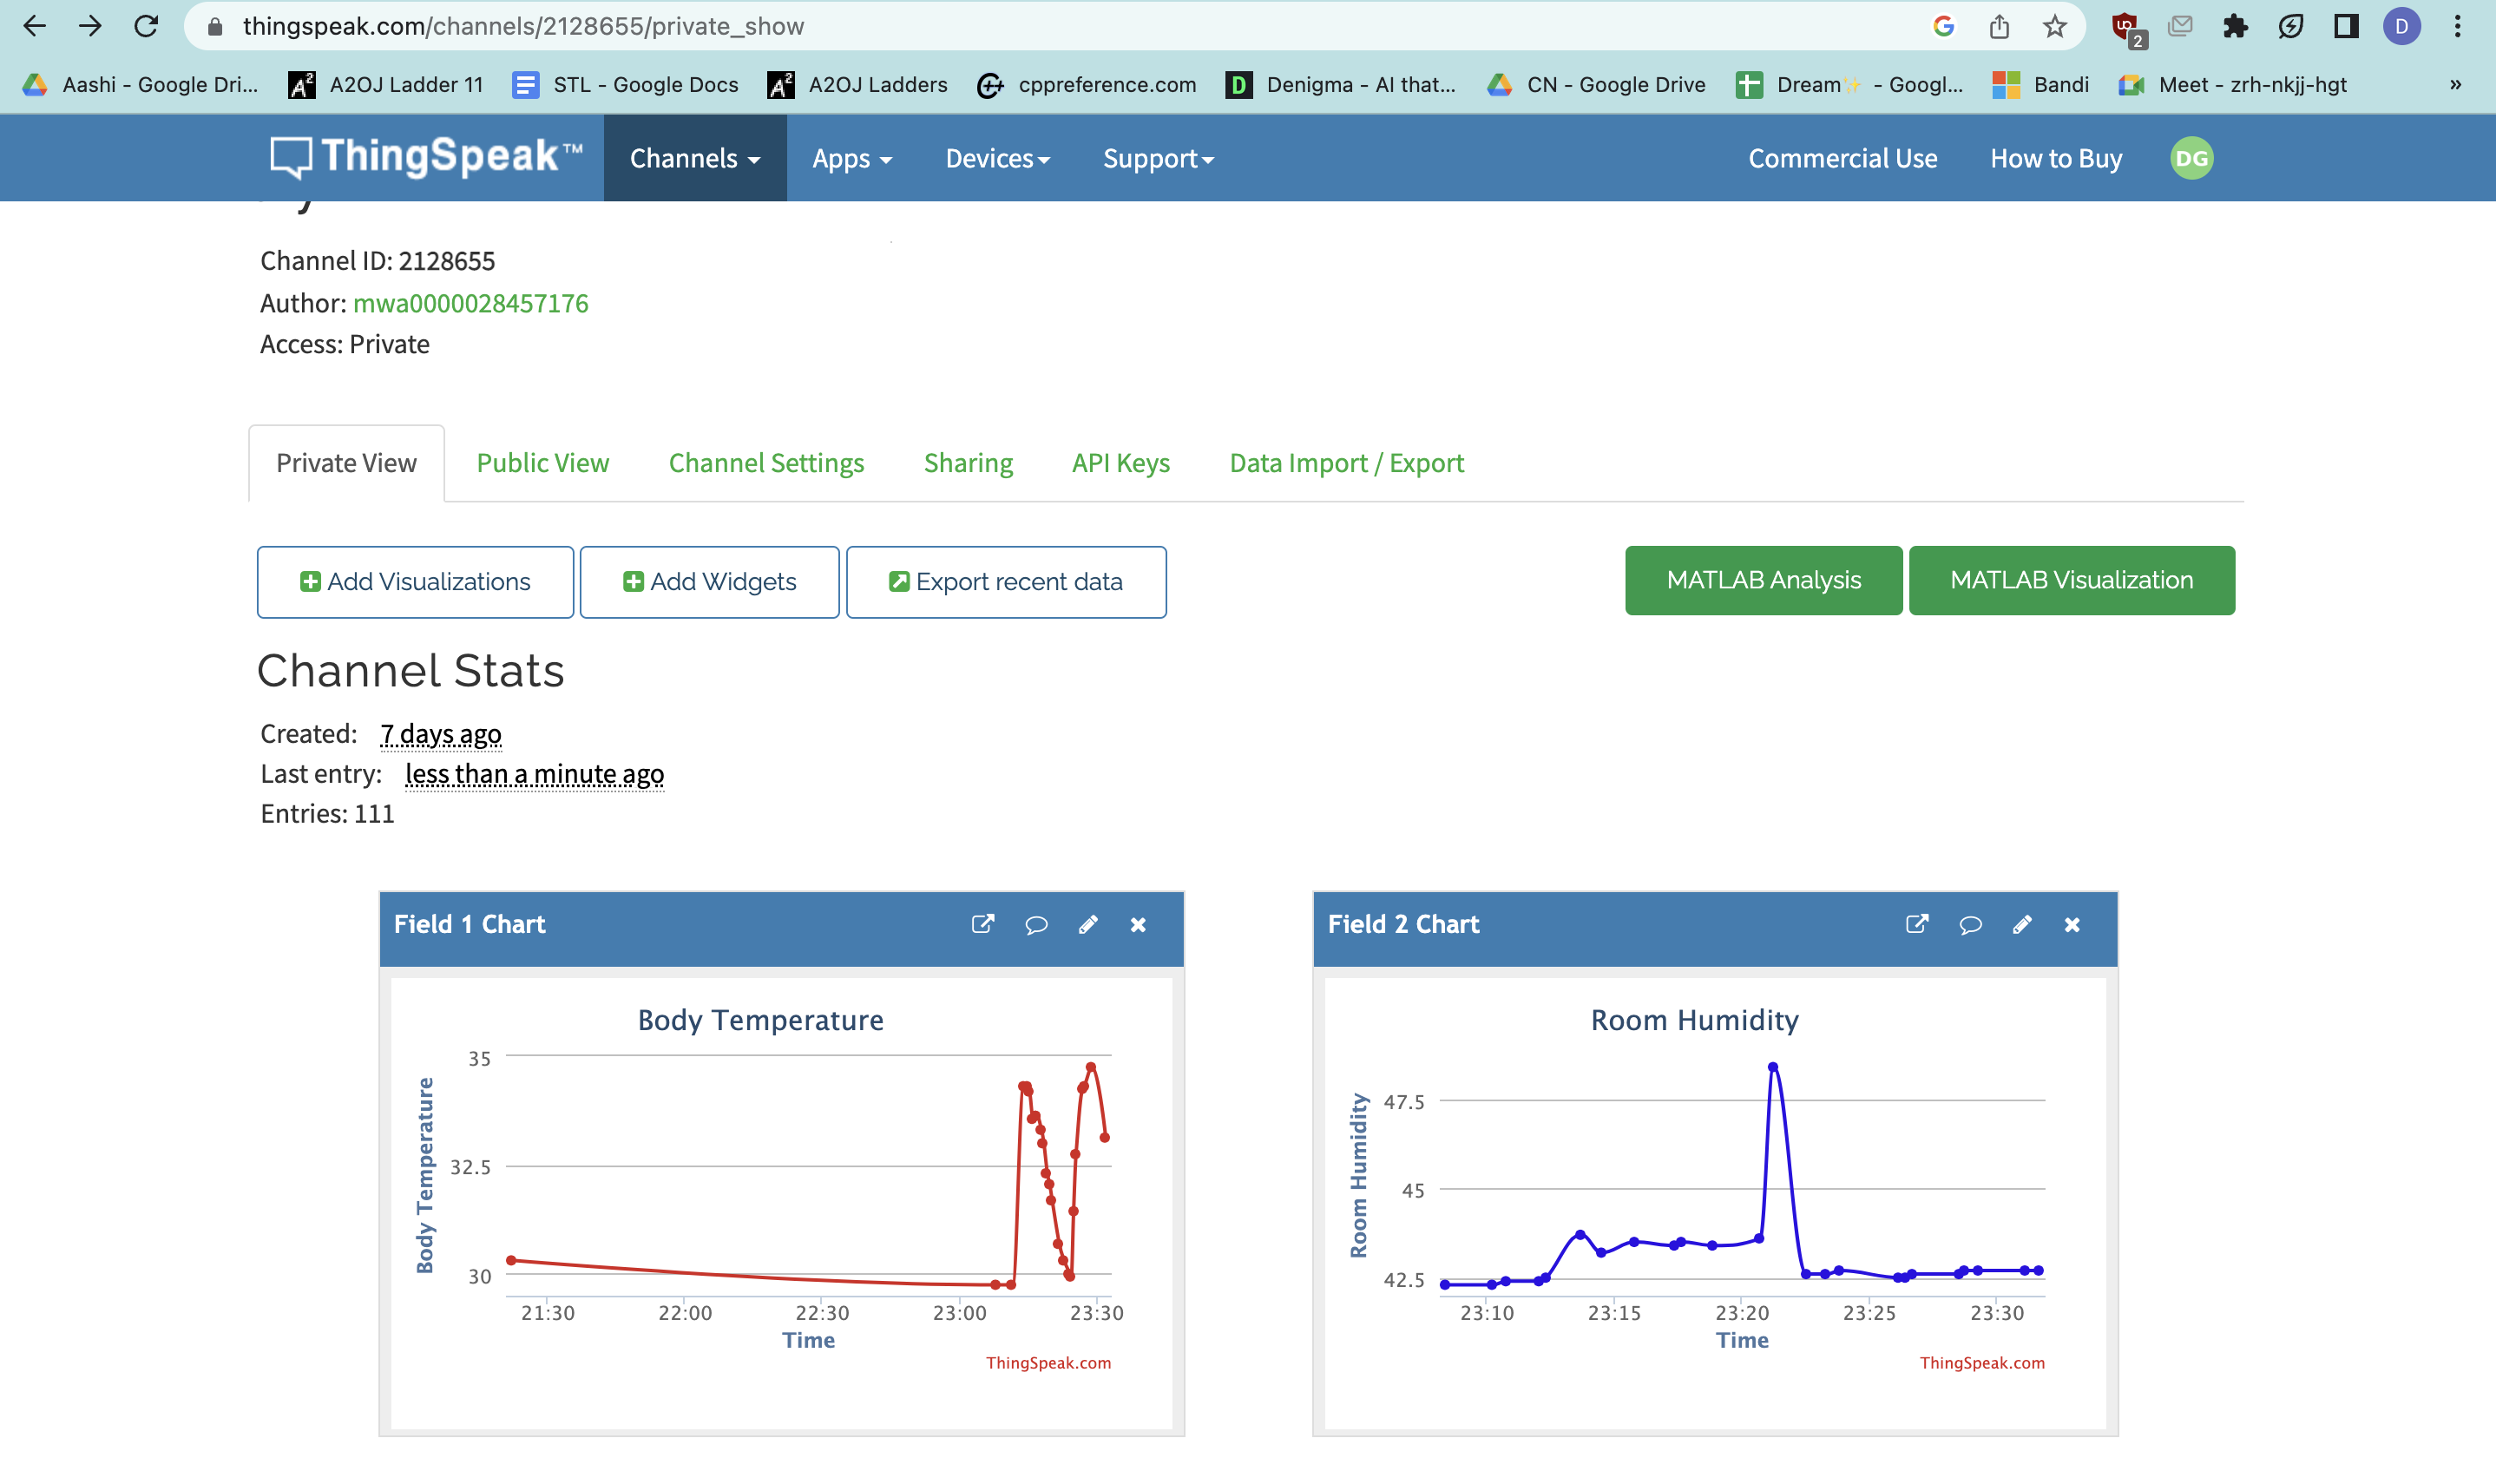 thingspeak.com/channels/2128655/private_show
2
D
Aashi - Google Dri...
A2OJ Ladder 11
STL - Google Docs
A2OJ Ladders
cppreference.com
Denigma - AI that...
CN - Google Drive
Dream✨ - Googl...
Bandi
Meet - zrh-nkjj-hgt
»
ThingSpeak™
Channels
Apps
Devices
Support
Commercial Use
How to Buy
DG
Channel ID: 2128655
Author: mwa0000028457176
Access: Private
Private View
Public View
Channel Settings
Sharing
API Keys
Data Import / Export
Add Visualizations
Add Widgets
Export recent data
MATLAB Analysis
MATLAB Visualization
Channel Stats
Created: 7 days ago
Last entry: less than a minute ago
Entries: 111
Field 1 Chart
Body Temperature
Body Temperature
35
32.5
30
21:30 22:00 22:30 23:00 23:30
Time
ThingSpeak.com
Field 2 Chart
Room Humidity
Room Humidity
47.5
45
42.5
23:10 23:15 23:20 23:25 23:30
Time
ThingSpeak.com